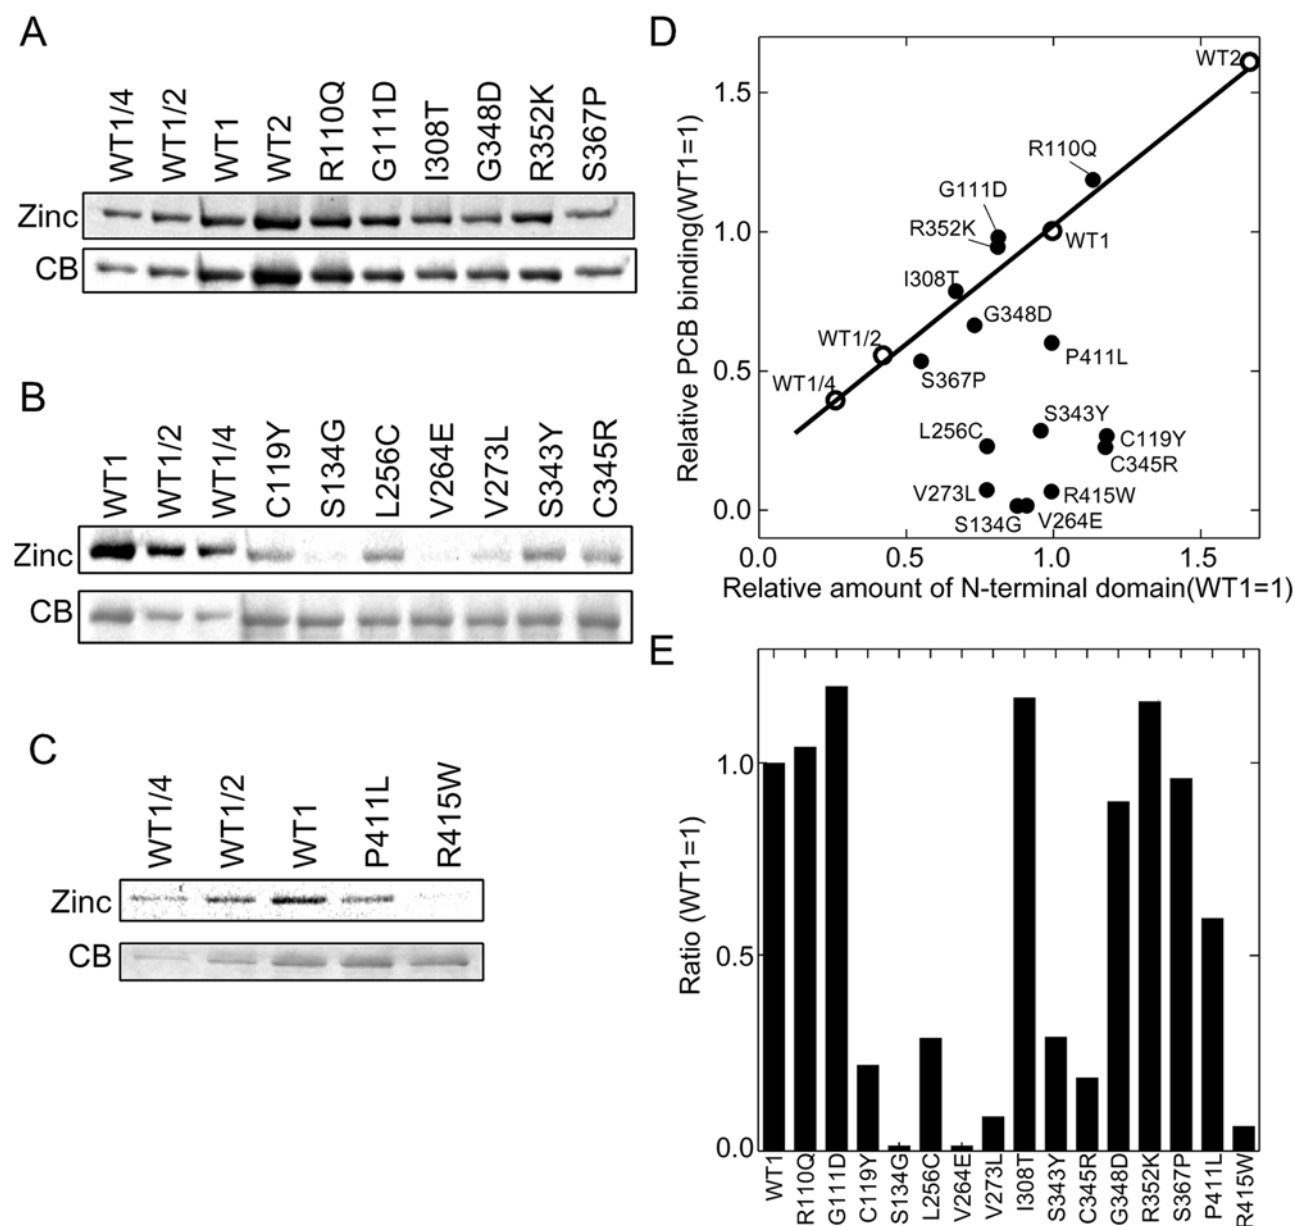 A
WT1/4 WT1/2 WT1 WT2 R110Q G111D I308T G348D R352K S367P
Zinc
CB
B
WT1 WT1/2 WT1/4 C119Y S134G L256C V264E V273L S343Y C345R
Zinc
CB
C
WT1/4 WT1/2 WT1 P411L R415W
Zinc
CB
D
Relative PCB binding(WT1=1)
1.5
1.0
0.5
0.0
WT2
R110Q
G111D
R352K
WT1
I308T
G348D
WT1/2
P411L
S367P
WT1/4
S343Y
L256C
C119Y
C345R
V273L
R415W
S134G
V264E
0.0 0.5 1.0 1.5
Relative amount of N-terminal domain(WT1=1)
E
Ratio (WT1=1)
1.0
0.5
0.0
WT1 R110Q G111D C119Y S134G L256C V264E V273L I308T S343Y C345R G348D R352K S367P P411L R415W